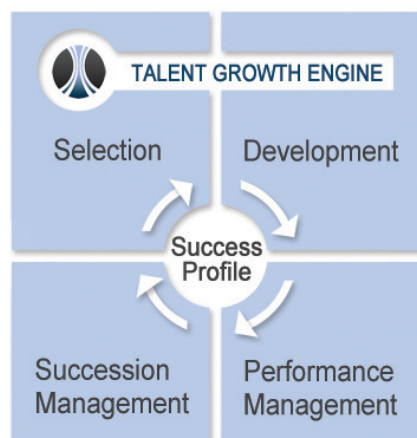 TALENT GROWTH ENGINE
Selection
Development
Success
Profile
Succession
Management
Performance
Management